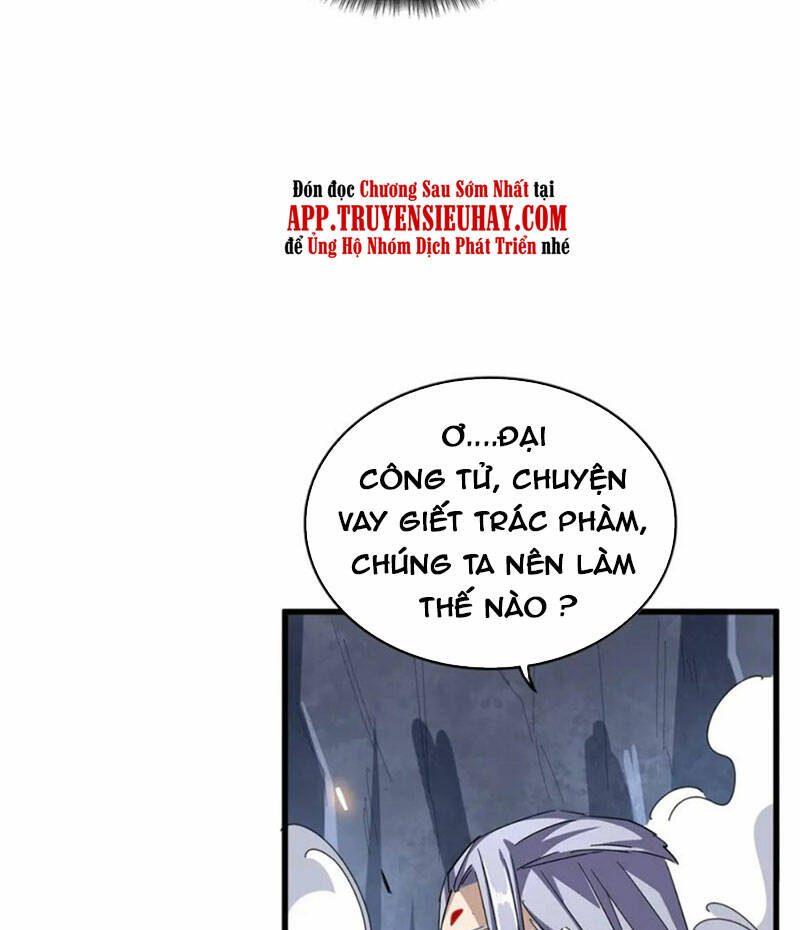 Đón đọc Chương Sau Sớm Nhất tại
APP.TRUYENSIEUHAY.COM
để Ủng Hộ Nhóm Dịch Phát Triển nhé
Ơ....ĐẠI
CÔNG TỬ, CHUYỆN
VAY GIẾT TRÁC PHÀM,
CHÚNG TA NÊN LÀM
THẾ NÀO ?